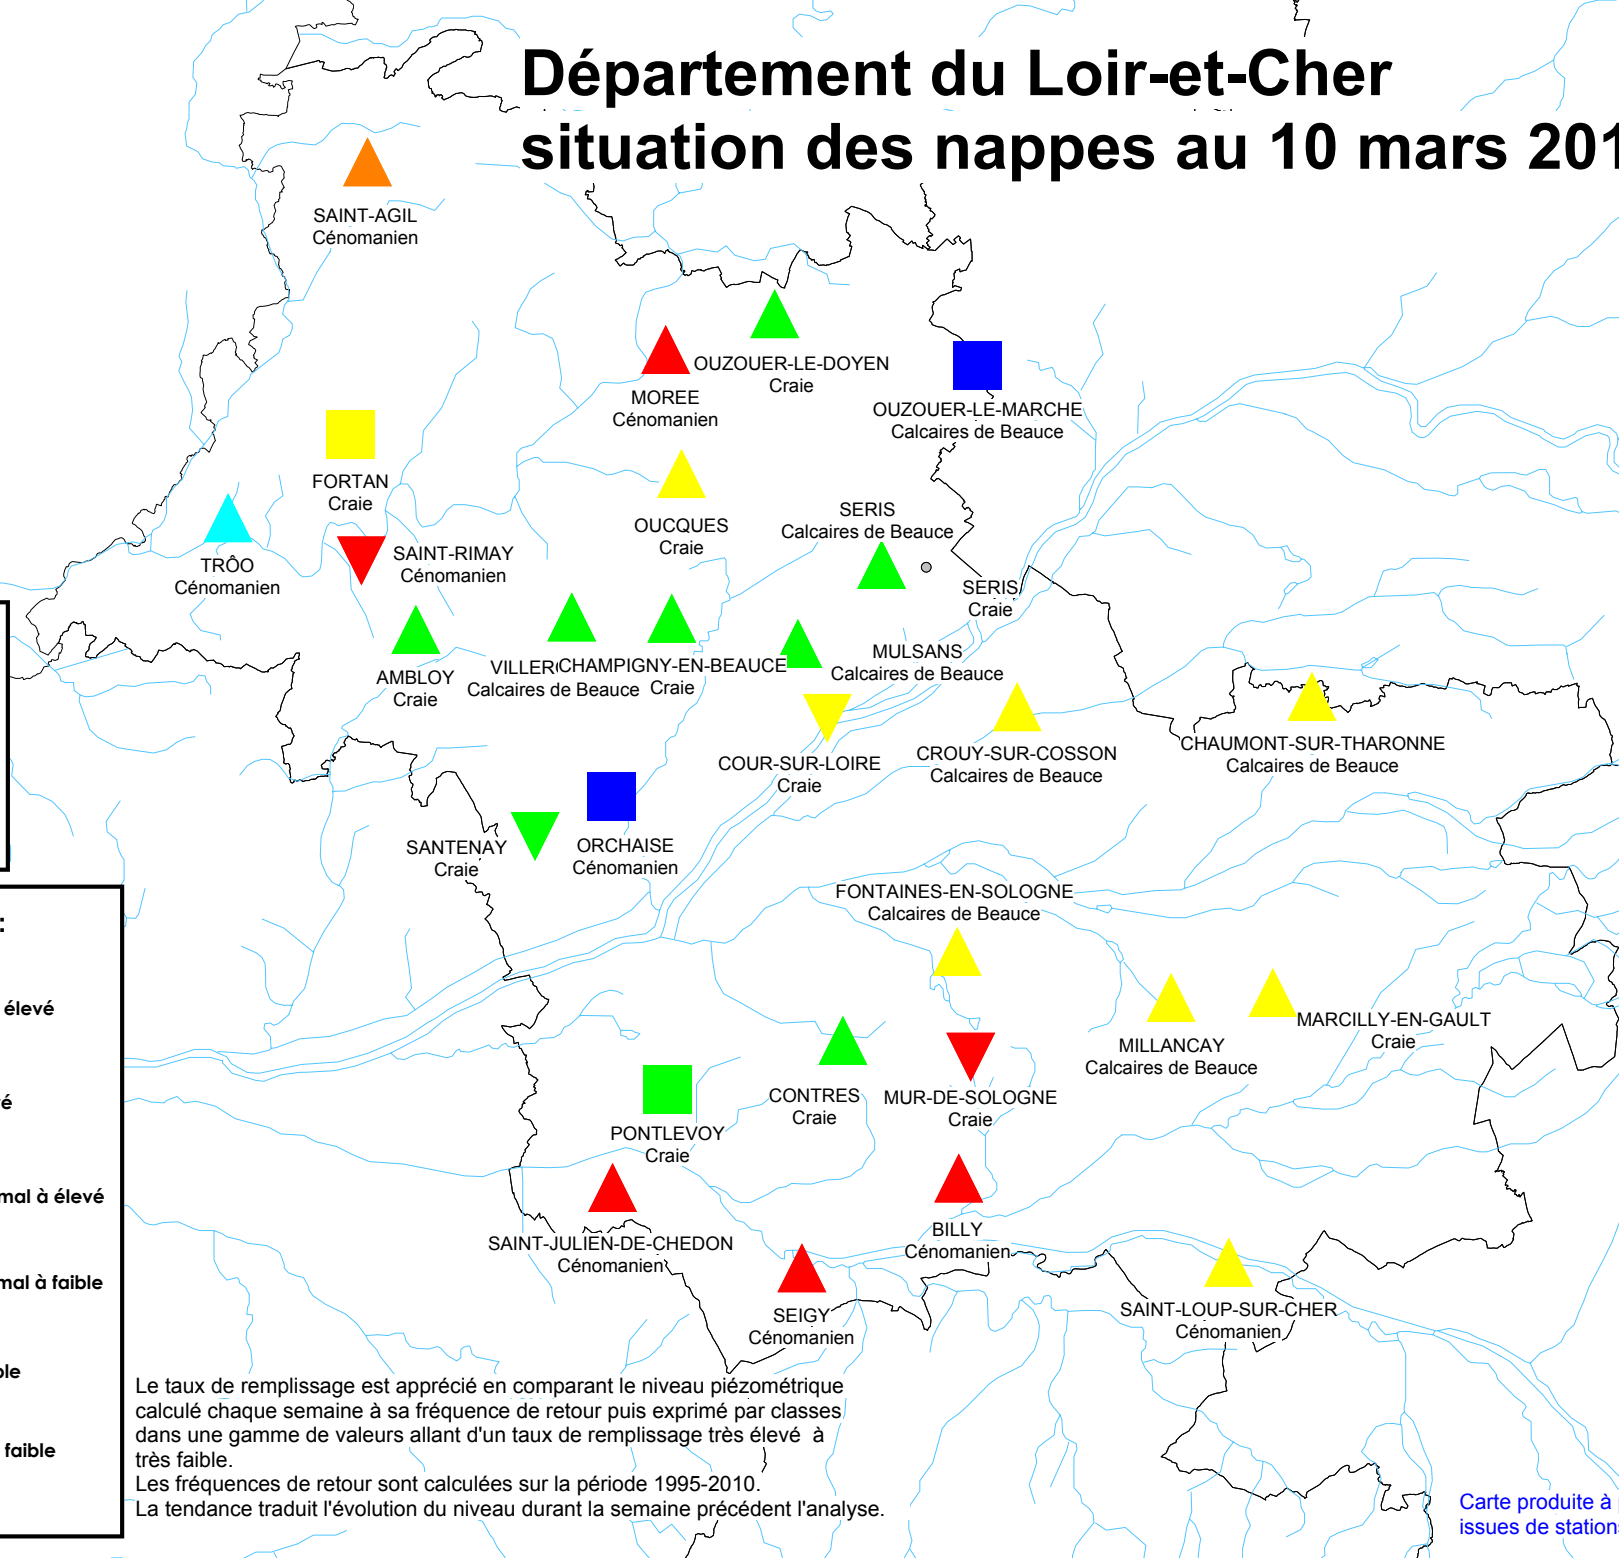 Département du Loir-et-Cher
situation des nappes au 10 mars 201
SAINT-AGIL
Cénomanien
OUZOUER-LE-DOYEN
Craie
MOREE
Cénomanien
OUZOUER-LE-MARCHE
Calcaires de Beauce
FORTAN
Craie
OUCQUES
Craie
SERIS
Calcaires de Beauce
TRÔO
Cénomanien
SAINT-RIMAY
Cénomanien
SERIS
Craie
AMBLOY
Craie
VILLER
Calcaires de Beauce
CHAMPIGNY-EN-BEAUCE
Craie
MULSANS
Calcaires de Beauce
COUR-SUR-LOIRE
Craie
CROUY-SUR-COSSON
Calcaires de Beauce
CHAUMONT-SUR-THARONNE
Calcaires de Beauce
SANTENAY
Craie
ORCHAISE
Cénomanien
FONTAINES-EN-SOLOGNE
Calcaires de Beauce
MARCILLY-EN-GAULT
Craie
MILLANCAY
Calcaires de Beauce
CONTRES
Craie
MUR-DE-SOLOGNE
Craie
PONTLEVOY
Craie
SAINT-JULIEN-DE-CHEDON
Cénomanien
BILLY
Cénomanien
SEIGY
Cénomanien
SAINT-LOUP-SUR-CHER
Cénomanien
:
élevé
é
mal à élevé
mal à faible
ble
faible
Le taux de remplissage est apprécié en comparant le niveau piézométrique
calculé chaque semaine à sa fréquence de retour puis exprimé par classes
dans une gamme de valeurs allant d'un taux de remplissage très élevé à
très faible.
Les fréquences de retour sont calculées sur la période 1995-2010.
La tendance traduit l'évolution du niveau durant la semaine précédent l'analyse.
Carte produite à
issues de station